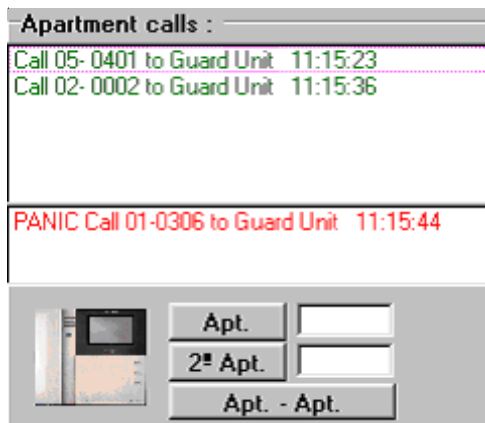 Apartment calls :
Call 05- 0401 to Guard Unit 11:15:23
Call 02- 0002 to Guard Unit 11:15:36
PANIC Call 01-0306 to Guard Unit 11:15:44
Apt.
2ª Apt.
Apt. - Apt.